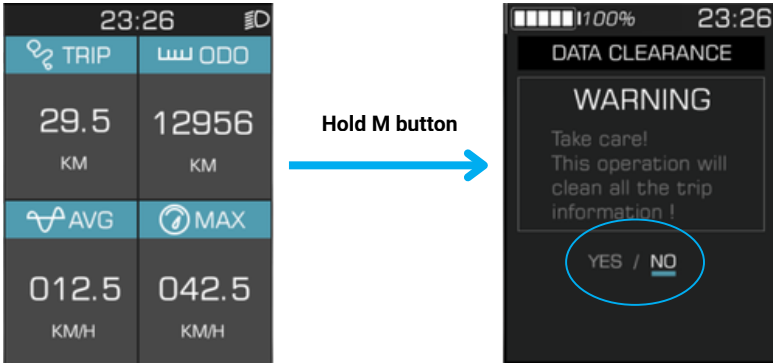 23:26
TRIP
ODO
29.5
12956
KM
KM
AVG
MAX
012.5
042.5
KM/H
KM/H
Hold M button
100%
23:26
DATA CLEARANCE
WARNING
Take care!
This operation will
clean all the trip
information !
YES / NO